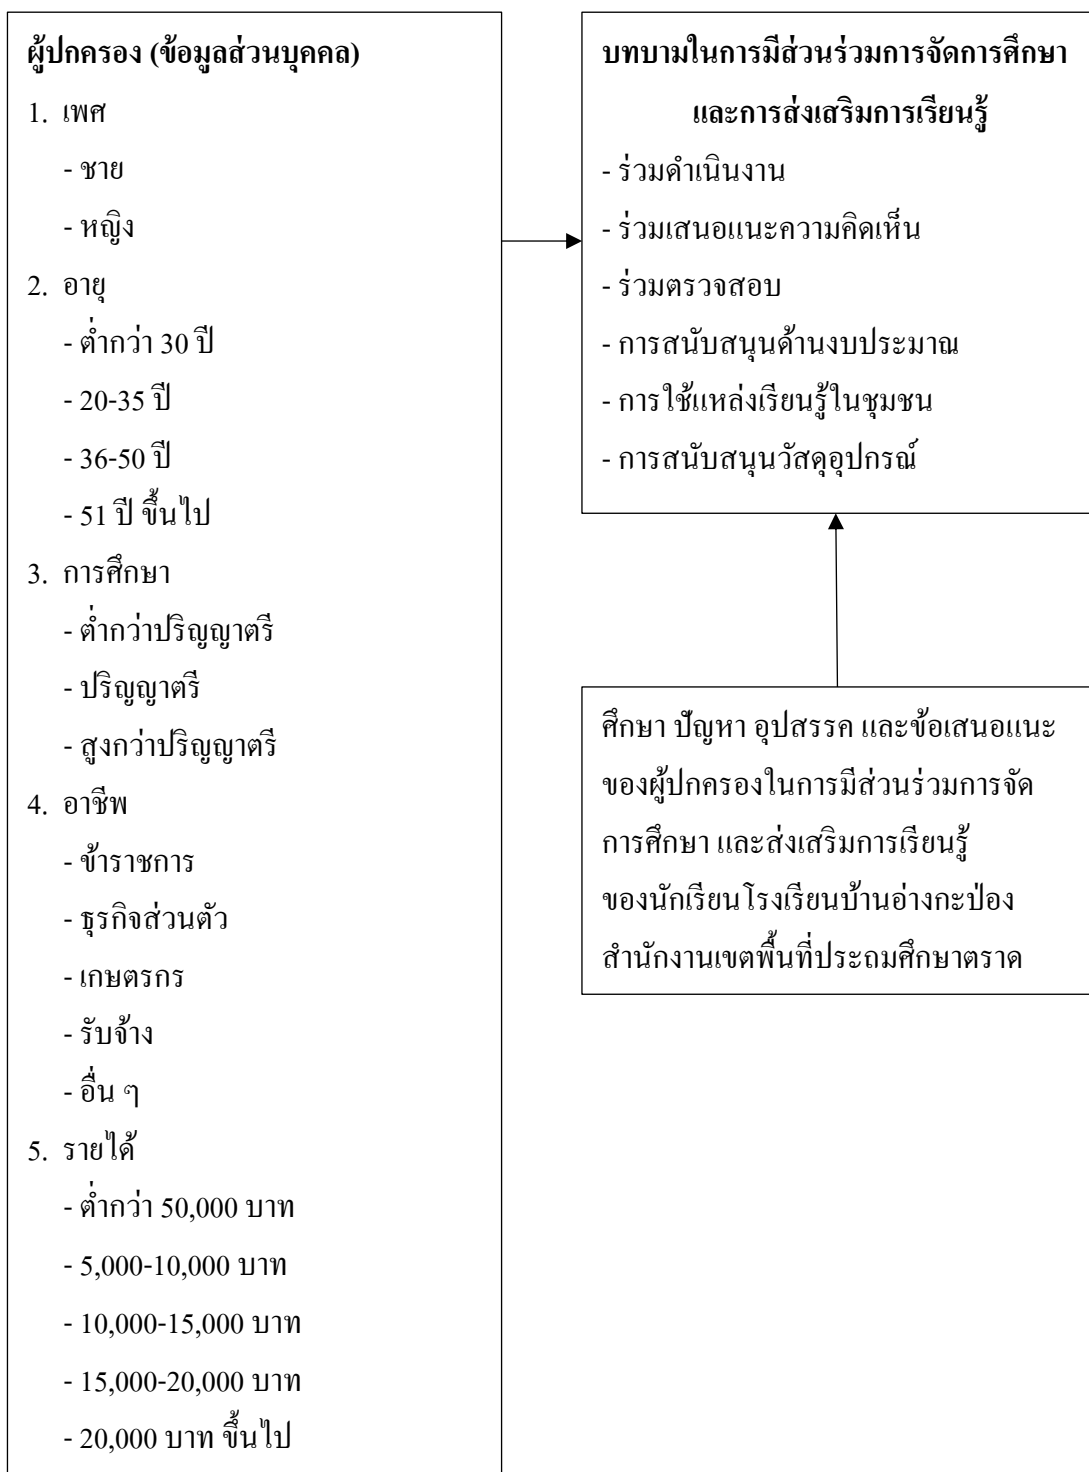 ผู้ปกครอง (ข้อมูลส่วนบุคคล)
1. เพศ
- ชาย
- หญิง
2. อายุ
- ต่ำกว่า 30 ปี
- 20-35 ปี
- 36-50 ปี
- 51 ปี ขึ้นไป
3. การศึกษา
- ต่ำกว่าปริญญาตรี
- ปริญญาตรี
- สูงกว่าปริญญาตรี
4. อาชีพ
- ข้าราชการ
- ธุรกิจส่วนตัว
- เกษตรกร
- รับจ้าง
- อื่น ๆ
5. รายได้
- ต่ำกว่า 50,000 บาท
- 5,000-10,000 บาท
- 10,000-15,000 บาท
- 15,000-20,000 บาท
- 20,000 บาท ขึ้นไป
บทบามในการมีส่วนร่วมการจัดการศึกษา
และการส่งเสริมการเรียนรู้
- ร่วมดำเนินงาน
- ร่วมเสนอแนะความคิดเห็น
- ร่วมตรวจสอบ
- การสนับสนุนด้านงบประมาณ
- การใช้แหล่งเรียนรู้ในชุมชน
- การสนับสนุนวัสดุอุปกรณ์
ศึกษา ปัญหา อุปสรรค และข้อเสนอแนะ
ของผู้ปกครองในการมีส่วนร่วมการจัด
การศึกษา และส่งเสริมการเรียนรู้
ของนักเรียนโรงเรียนบ้านอ่างกะป่อง
สำนักงานเขตพื้นที่ประถมศึกษาตราด